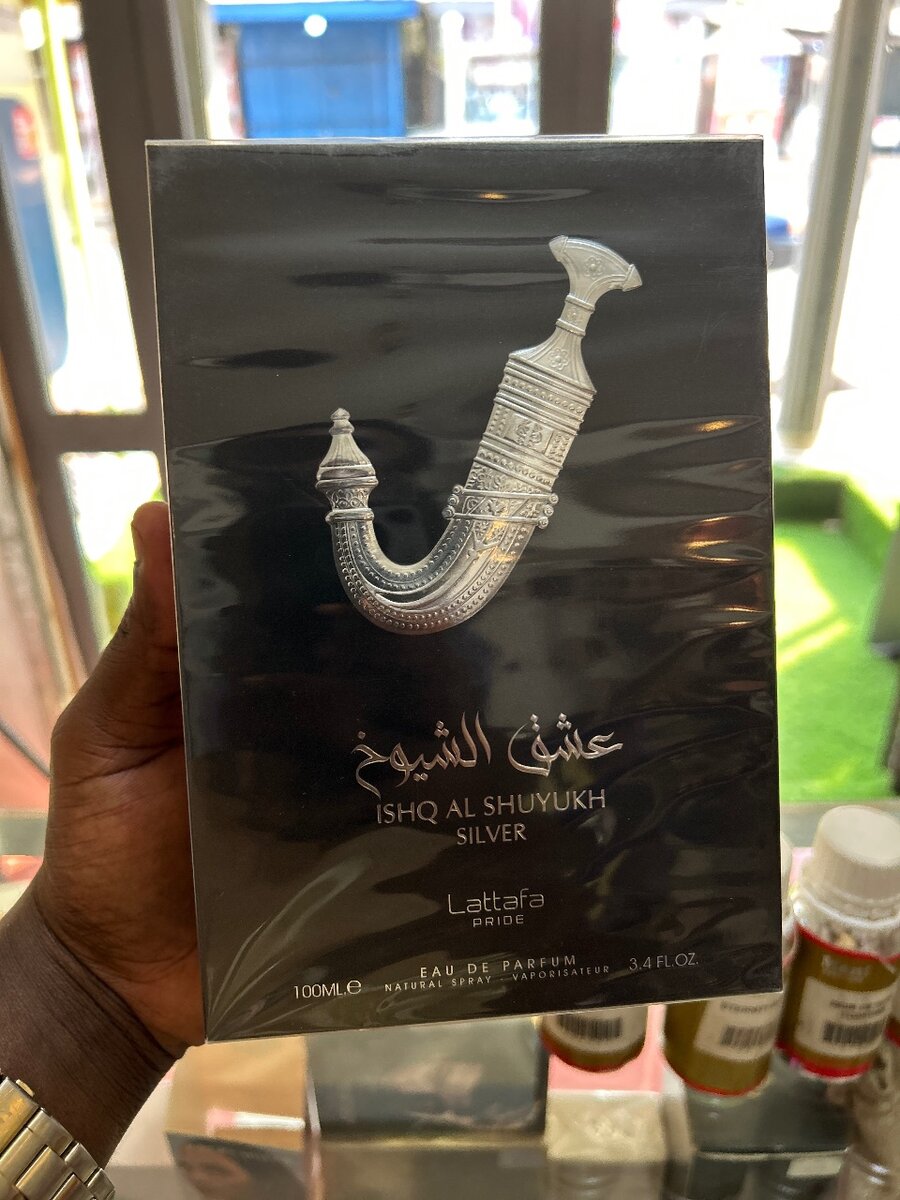 عشق الشيوخ
ISHQ AL SHUYUKH
SILVER
Lattafa
PRIDE
EAU DE PARFUM
NATURAL SPRAY - VAPORISATEUR
100ML.e
3.4 FL.OZ.